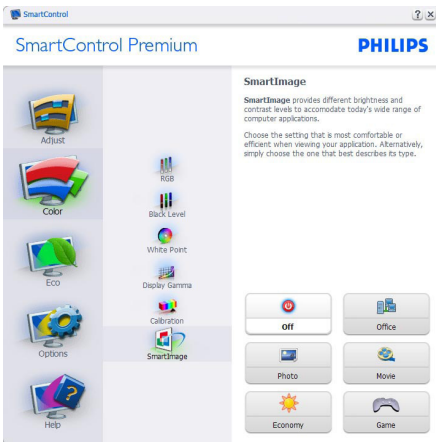 SmartControl
SmartControl Premium
PHILIPS
Adjust
Color
Eco
Options
Help
RGB
Black Level
White Point
Display Gamma
Calibration
SmartImage
SmartImage
SmartImage provides different brightness and
contrast levels to accomodate today's wide range of
computer applications.
Choose the setting that is most comfortable or
efficient when using your application. Alternatively,
simply choose the one that best describes its type.
Off
Office
Photo
Movie
Economy
Game